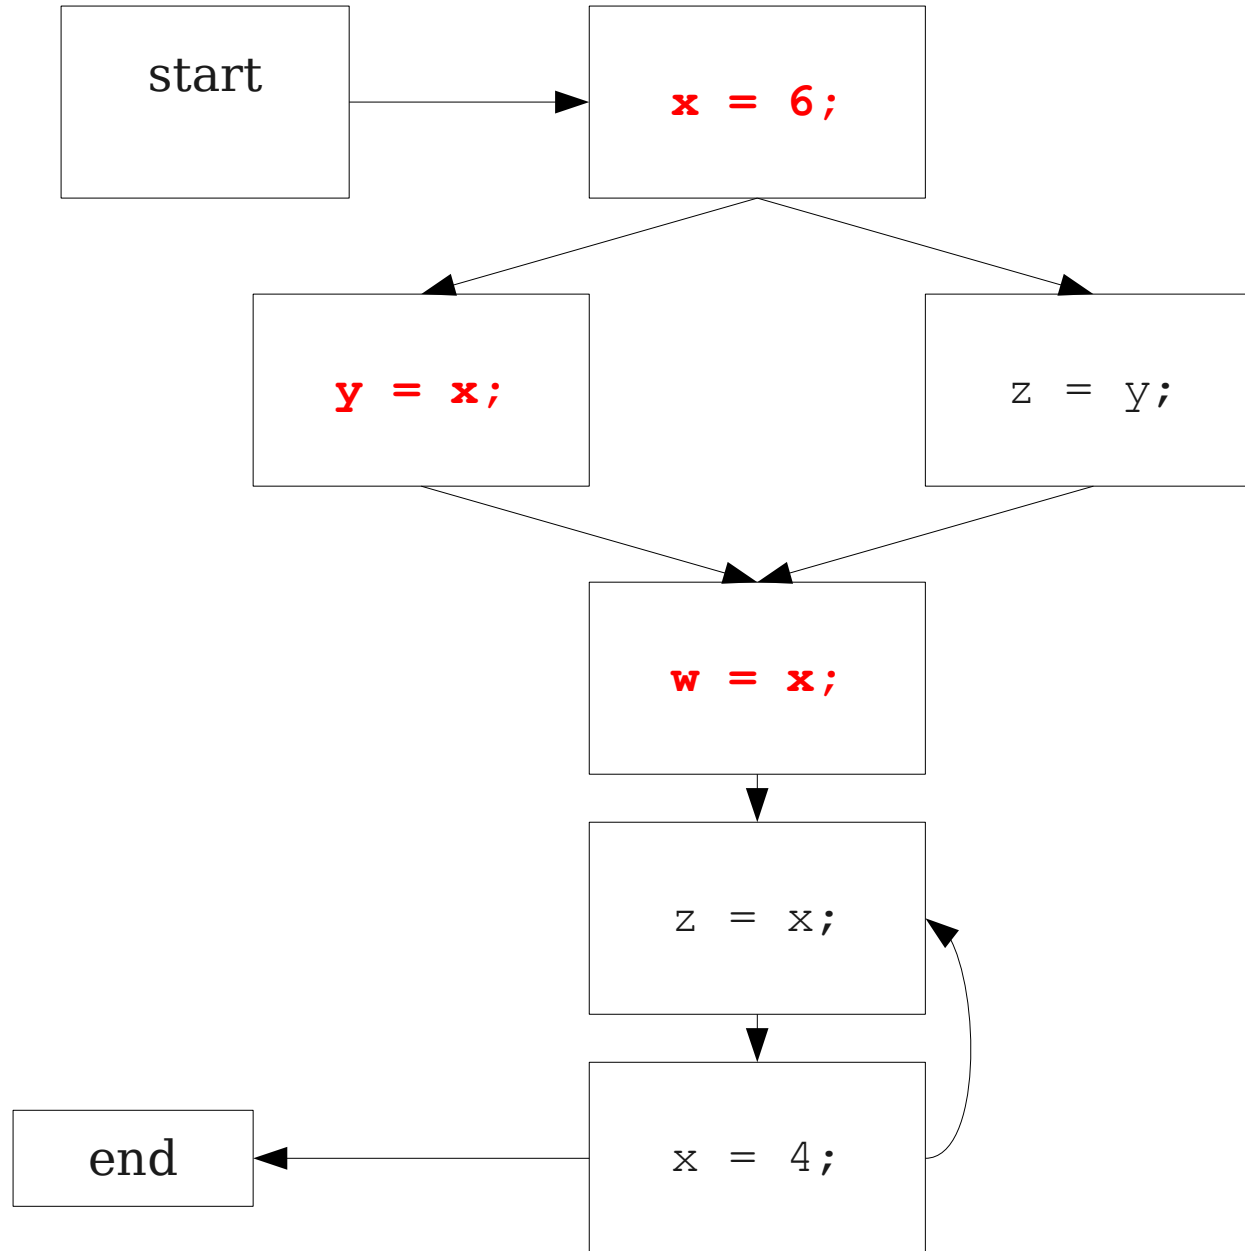 start
x = 6;
y = x;
z = y;
w = x;
z = x;
x = 4;
end